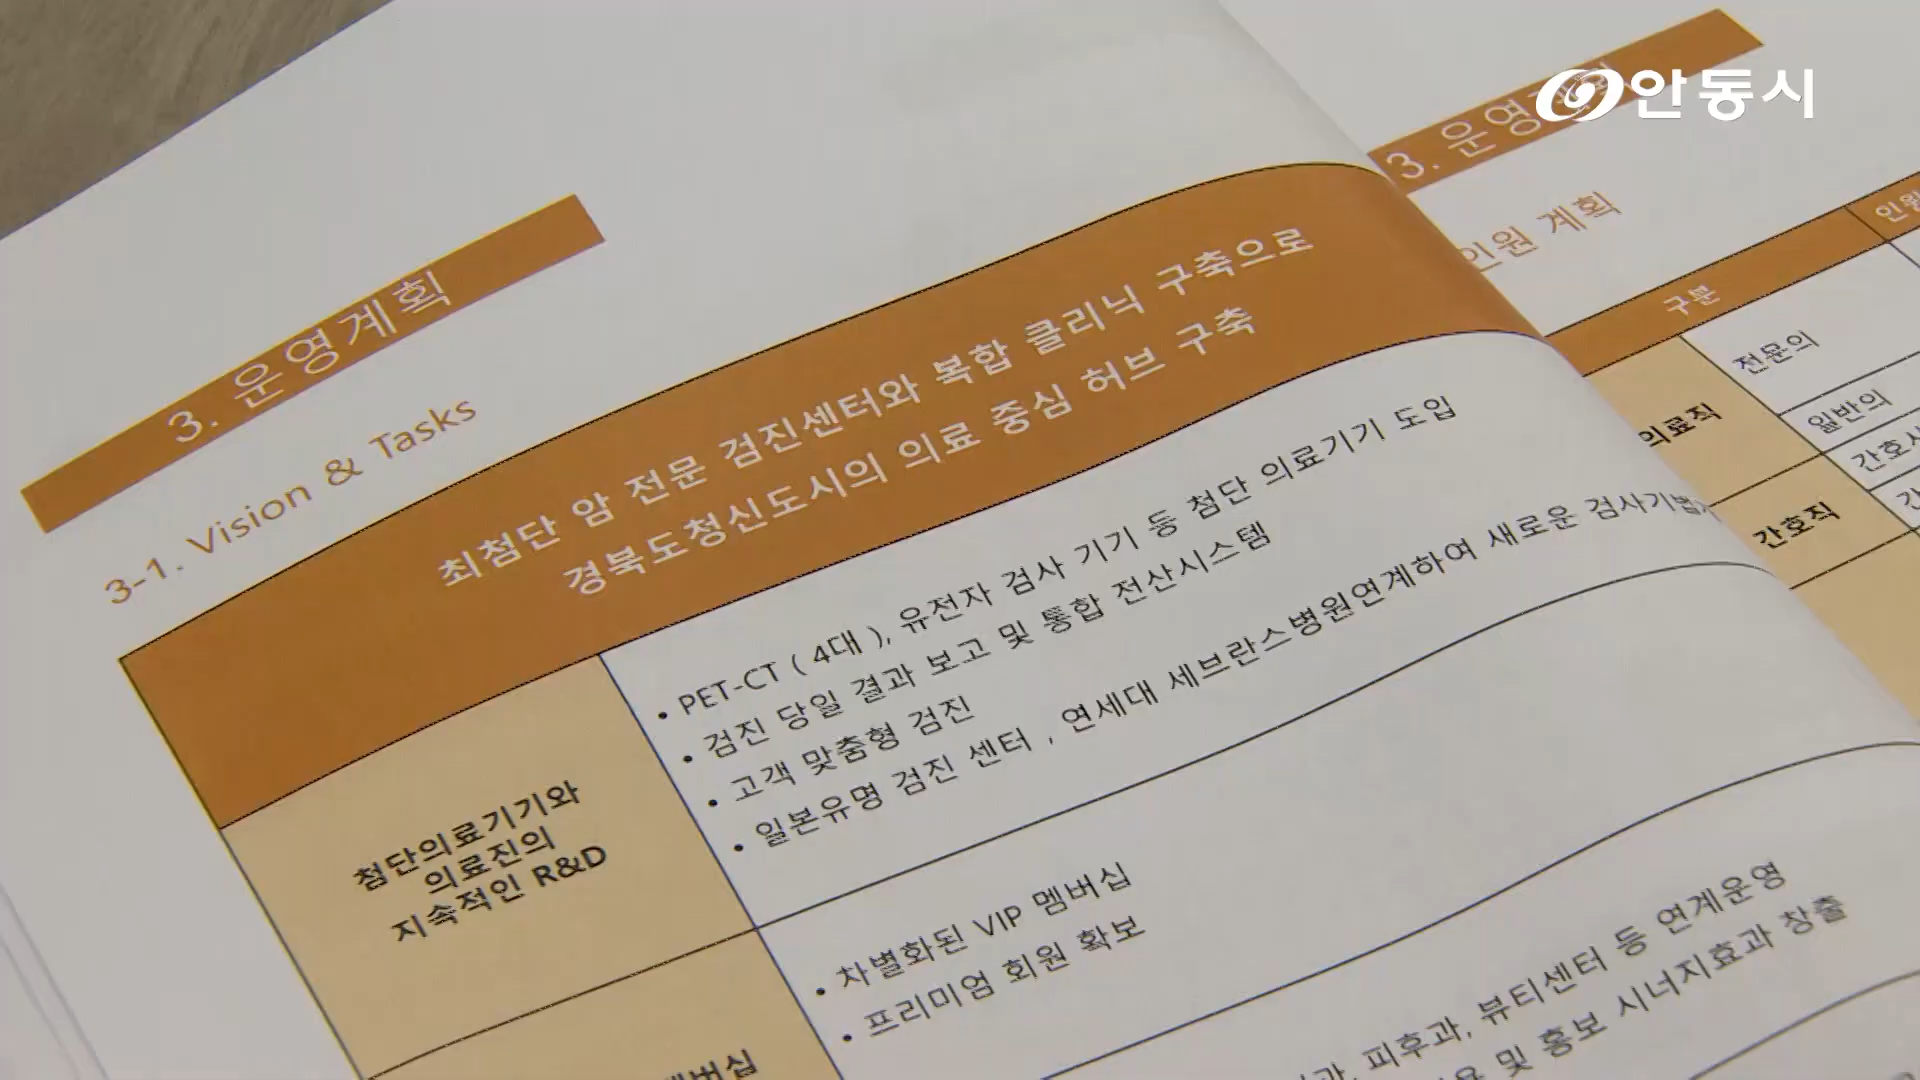 안동시
3. 운영계획
3-1. Vision & Tasks
최첨단 암 전문 검진센터와 복합 클리닉 구축으로
경북도청신도시의 의료 중심 허브 구축
첨단의료기기와
의료진의
지속적인 R&D
• PET-CT ( 4대 ), 유전자 검사 기기 등 첨단 의료기기 도입
• 검진 당일 결과 보고 및 통합 전산시스템
• 고객 맞춤형 검진
• 일본유명 검진 센터 , 연세대 세브란스병원연계하여 새로운 검사기법
• 차별화된 VIP 멤버십
• 프리미엄 회원 확보
피후과, 뷰티센터 등 연계운영
및 홍보 시너지효과 창출
3. 운영계획
인원 계획
구분
인원
의료직
전문의
일반의
간호직